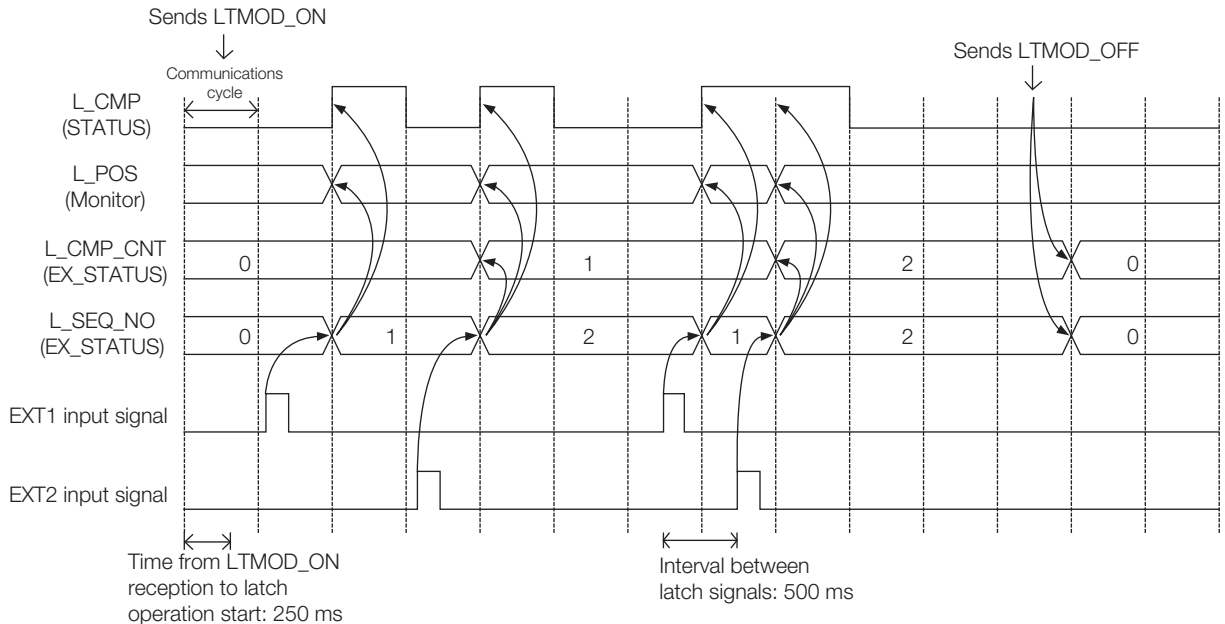 Sends LTMOD_ON
Sends LTMOD_OFF
Communications
cycle
L_CMP
(STATUS)
L_POS
(Monitor)
L_CMP_CNT
(EX_STATUS)
0
1
2
0
L_SEQ_NO
(EX_STATUS)
0
1
2
1
2
0
EXT1 input signal
EXT2 input signal
Time from LTMOD_ON
reception to latch
operation start: 250 ms
Interval between
latch signals: 500 ms